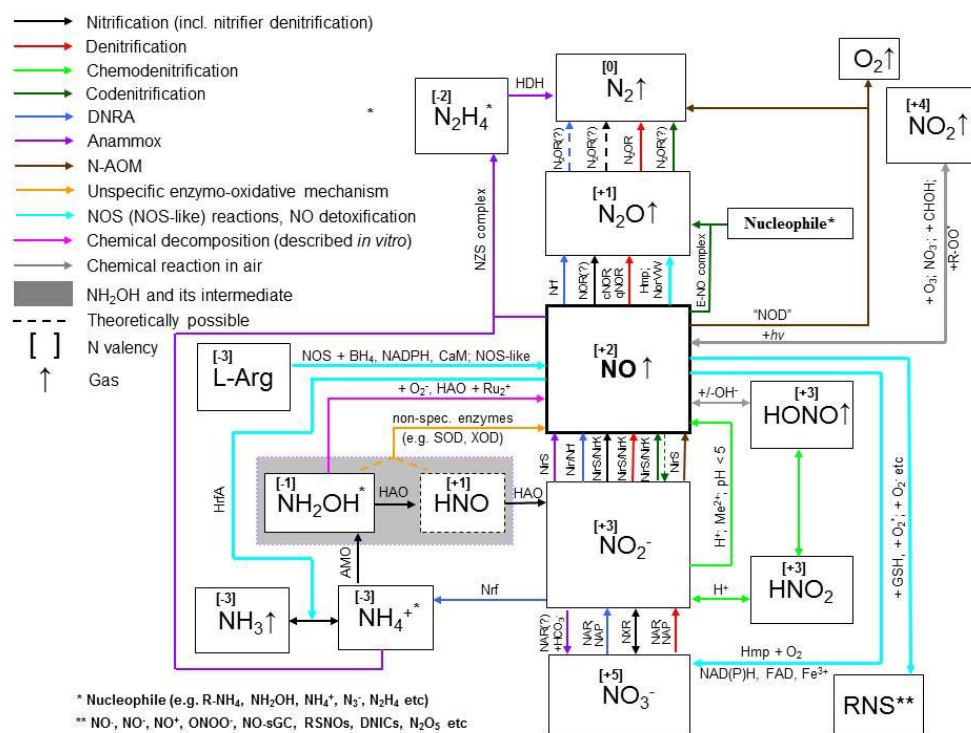 Nitrification (incl. nitrifier denitrification)
Denitrification
Chemodenitrification
Codenitrification
DNRA
*
Anammox
N-AOM
Unspecific enzymo-oxidative mechanism
NOS (NOS-like) reactions, NO detoxification
Chemical decomposition (described in vitro)
Chemical reaction in air
NH₂OH and its intermediate
Theoretically possible
[ ] N valency
↑ Gas
[-2]
N₂H₄*
HDH
[0]
N₂↑
O₂↑
[+4]
NO₂↑
N₂OR(?)
N₂OR(?)
N₂OR
N₂OR(?)
[+1]
N₂O↑
Nucleophile*
NZS complex
Nrf
NOR(?)
cNOR
qNOR
Hmp;
NorVW
E-NO complex
"NOD"
+hv
+ O₃; NO₃⁻; + CHOH;
+R-OO•
[-3]
L-Arg
NOS + BH₄, NADPH, CaM; NOS-like
[+2]
NO↑
+ O₂⁻, HAO + Ru₂⁺
non-spec. enzymes
(e.g. SOD, XOD)
+/-OH⁻
[+3]
HONO↑
HrfA
NirS
Nir/Nrf
NirS/NirK
NirS/NirK
NirS/NirK
NirS
H⁺; Me²⁺; pH < 5
[-1]
NH₂OH*
HAO
[+1]
HNO
HAO
[+3]
NO₂⁻
AMO
+ GSH, + O₂•; + O₂⁻ etc
H⁺
[+3]
HNO₂
[-3]
NH₃↑
[-3]
NH₄⁺*
Nrf
NAR(?)
+HCO₃⁻
NAR
NAP
NXR
NAR
NAP
Hmp + O₂
NAD(P)H, FAD, Fe³⁺
[+5]
NO₃⁻
RNS**
* Nucleophile (e.g. R-NH₄, NH₂OH, NH₄⁺, N₃⁻, N₂H₄ etc)
** NO·, NO⁻, NO⁺, ONOO⁻, NO-sGC, RSNOs, DNICs, N₂O₅ etc